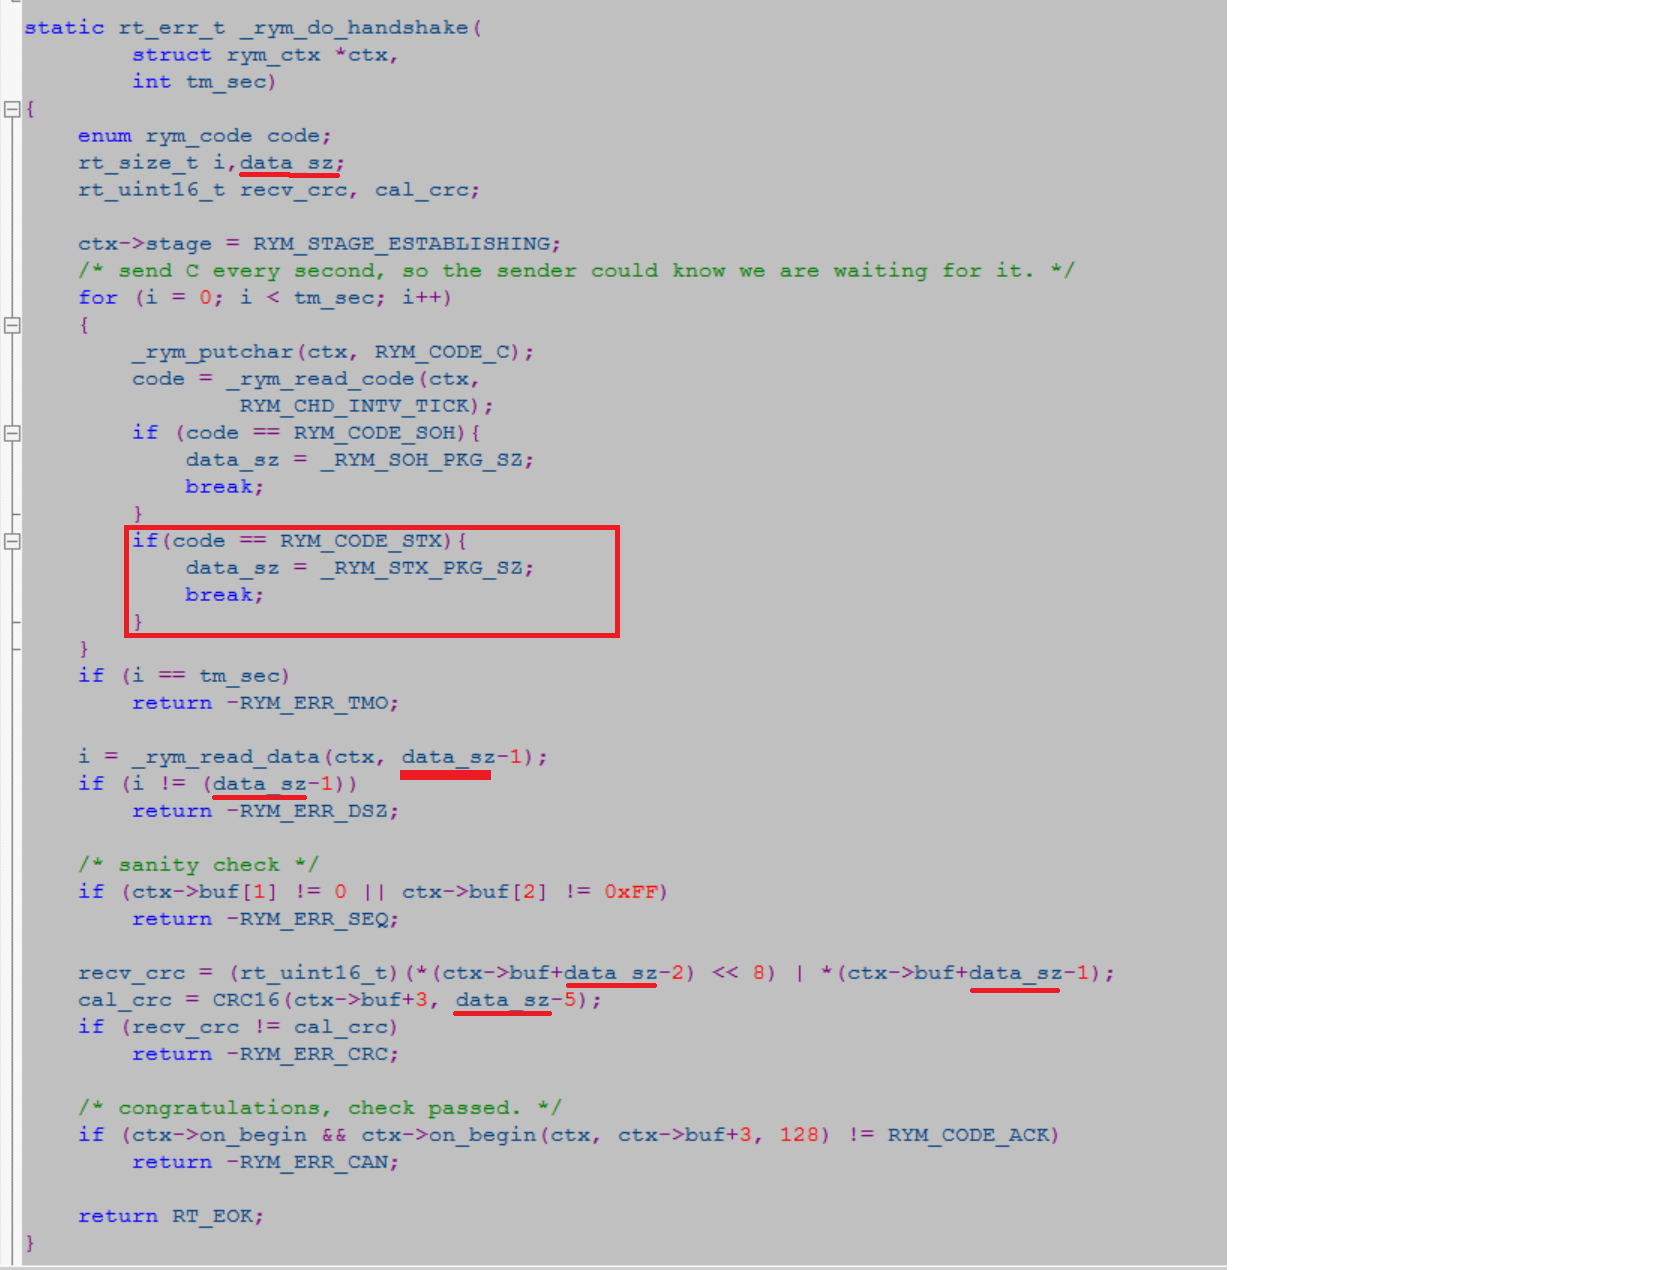 static rt_err_t _rym_do_handshake(
        struct rym_ctx *ctx,
        int tm_sec)
{
    enum rym_code code;
    rt_size_t i,data_sz;
    rt_uint16_t recv_crc, cal_crc;
    ctx->stage = RYM_STAGE_ESTABLISHING;
    /* send C every second, so the sender could know we are waiting for it. */
    for (i = 0; i < tm_sec; i++)
    {
        _rym_putchar(ctx, RYM_CODE_C);
        code = _rym_read_code(ctx,
                RYM_CHD_INTV_TICK);
        if (code == RYM_CODE_SOH){
            data_sz = _RYM_SOH_PKG_SZ;
            break;
        }
        if(code == RYM_CODE_STX){
            data_sz = _RYM_STX_PKG_SZ;
            break;
        }
    }
    if (i == tm_sec)
        return -RYM_ERR_TMO;
    i = _rym_read_data(ctx, data_sz-1);
    if (i != (data_sz-1))
        return -RYM_ERR_DSZ;
    /* sanity check */
    if (ctx->buf[1] != 0 || ctx->buf[2] != 0xFF)
        return -RYM_ERR_SEQ;
    recv_crc = (rt_uint16_t)(*(ctx->buf+data_sz-2) << 8) | *(ctx->buf+data_sz-1);
    cal_crc = CRC16(ctx->buf+3, data_sz-5);
    if (recv_crc != cal_crc)
        return -RYM_ERR_CRC;
    /* congratulations, check passed. */
    if (ctx->on_begin && ctx->on_begin(ctx, ctx->buf+3, 128) != RYM_CODE_ACK)
        return -RYM_ERR_CAN;
    return RT_EOK;
}